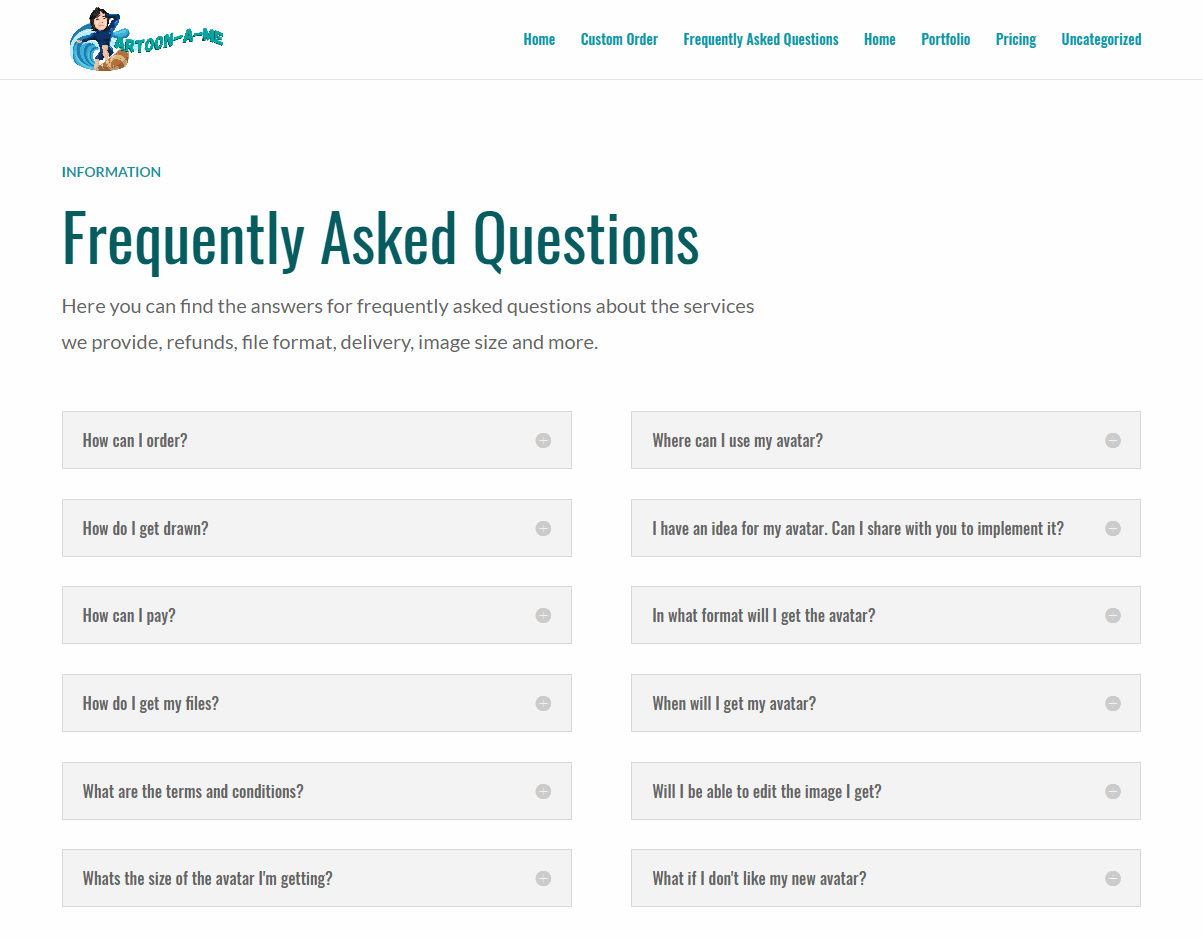 ARTOON-A-ME
Home
Custom Order
Frequently Asked Questions
Home
Portfolio
Pricing
Uncategorized
INFORMATION
Frequently Asked Questions
Here you can find the answers for frequently asked questions about the services
we provide, refunds, file format, delivery, image size and more.
How can I order?
How do I get drawn?
How can I pay?
How do I get my files?
What are the terms and conditions?
Whats the size of the avatar I'm getting?
Where can I use my avatar?
I have an idea for my avatar. Can I share with you to implement it?
In what format will I get the avatar?
When will I get my avatar?
Will I be able to edit the image I get?
What if I don't like my new avatar?